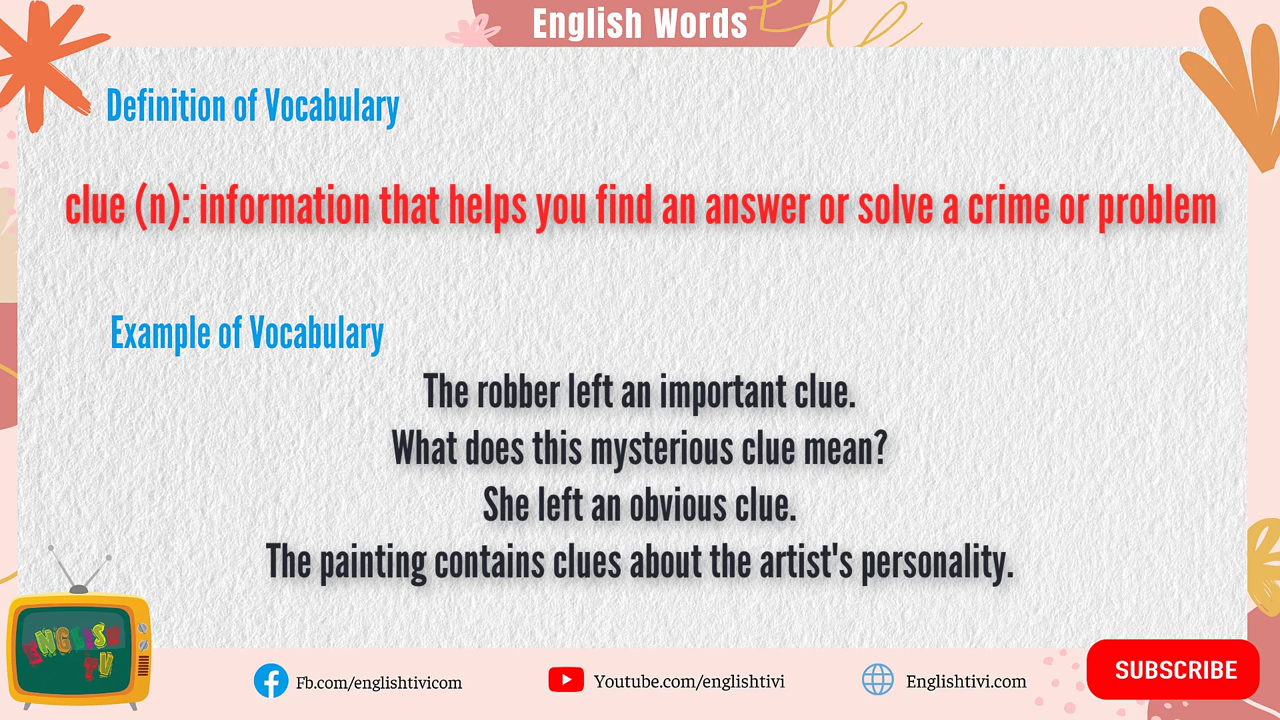 English Words
Definition of Vocabulary
clue (n): information that helps you find an answer or solve a crime or problem
Example of Vocabulary
The robber left an important clue.
What does this mysterious clue mean?
She left an obvious clue.
The painting contains clues about the artist's personality.
ENGLISH
TV
Fb.com/englishtivicom
Youtube.com/englishtivi
Englishtivi.com
SUBSCRIBE